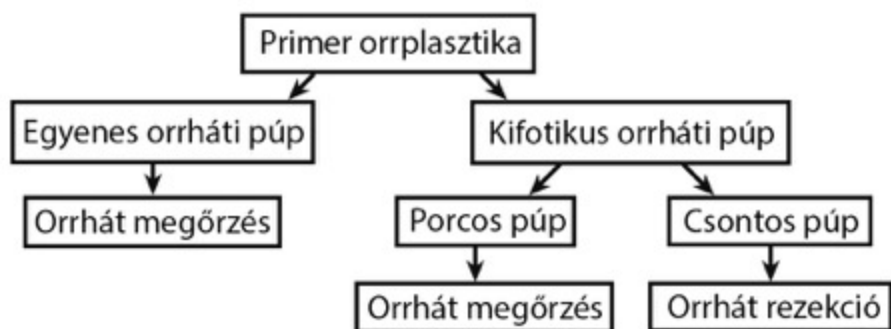 Primer orrplasztika
Egyenes orrháti púp
Kifotikus orrháti púp
Orrhát megőrzés
Porcos púp
Csontos púp
Orrhát megőrzés
Orrhát rezekció